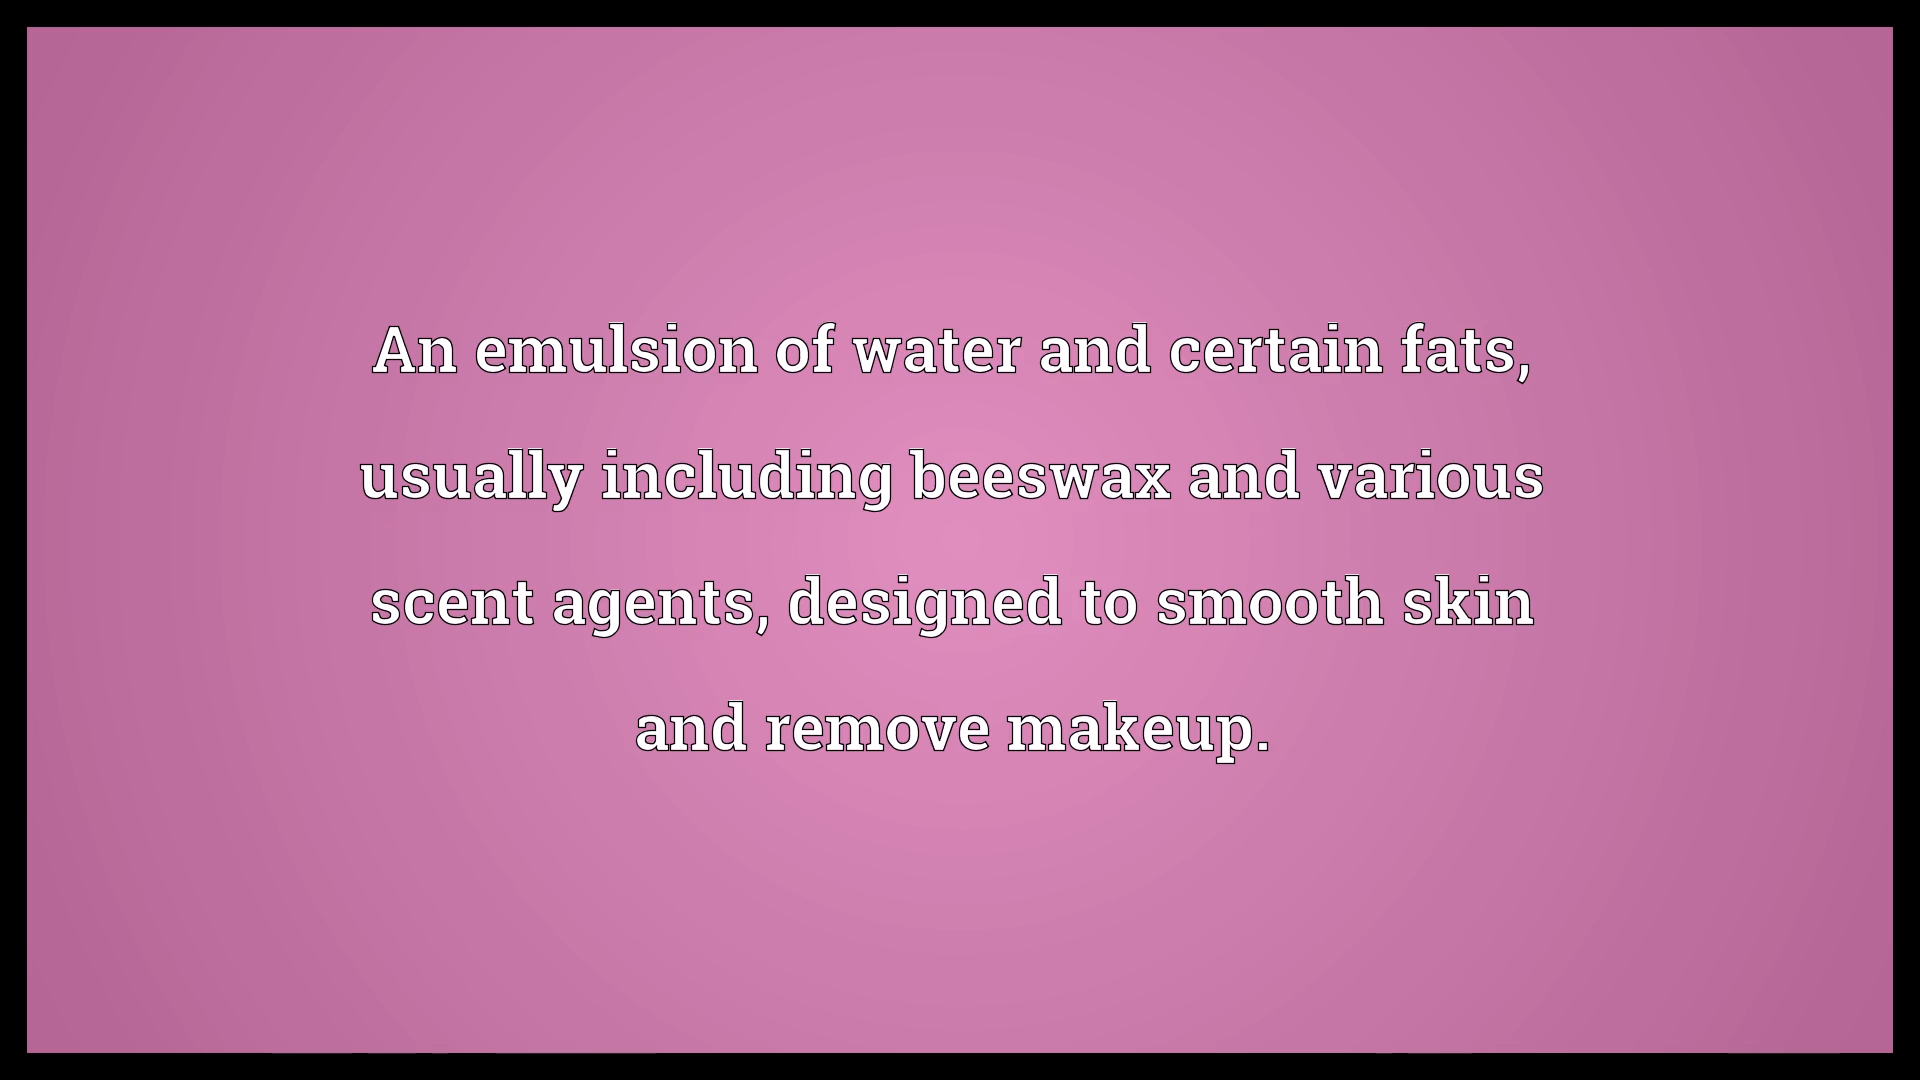 An emulsion of water and certain fats,
usually including beeswax and various
scent agents, designed to smooth skin
and remove makeup.